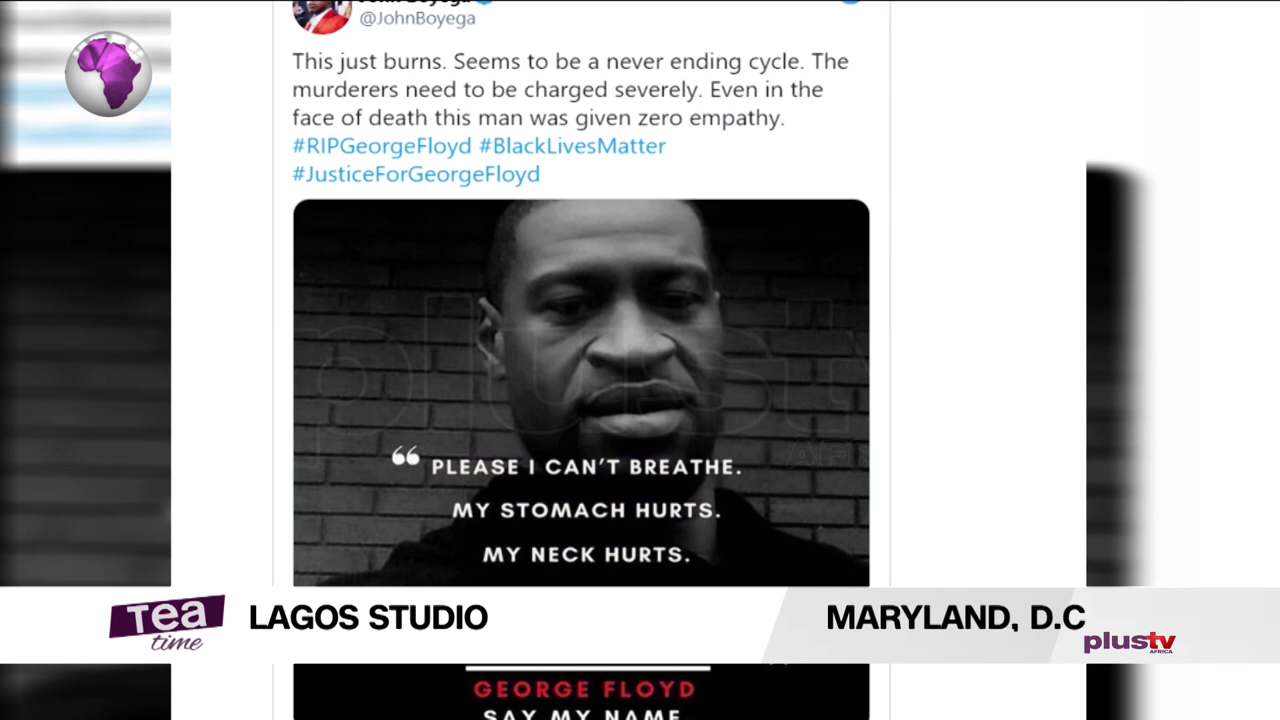 @JohnBoyega
This just burns. Seems to be a never ending cycle. The
murderers need to be charged severely. Even in the
face of death this man was given zero empathy.
#RIPGeorgeFloyd #BlackLivesMatter
#JusticeForGeorgeFloyd
plustv
“ PLEASE I CAN’T BREATHE.
MY STOMACH HURTS.
MY NECK HURTS.
Tea
time
LAGOS STUDIO
MARYLAND, D.C
plustv
AFRICA
GEORGE FLOYD
SAY MY NAME